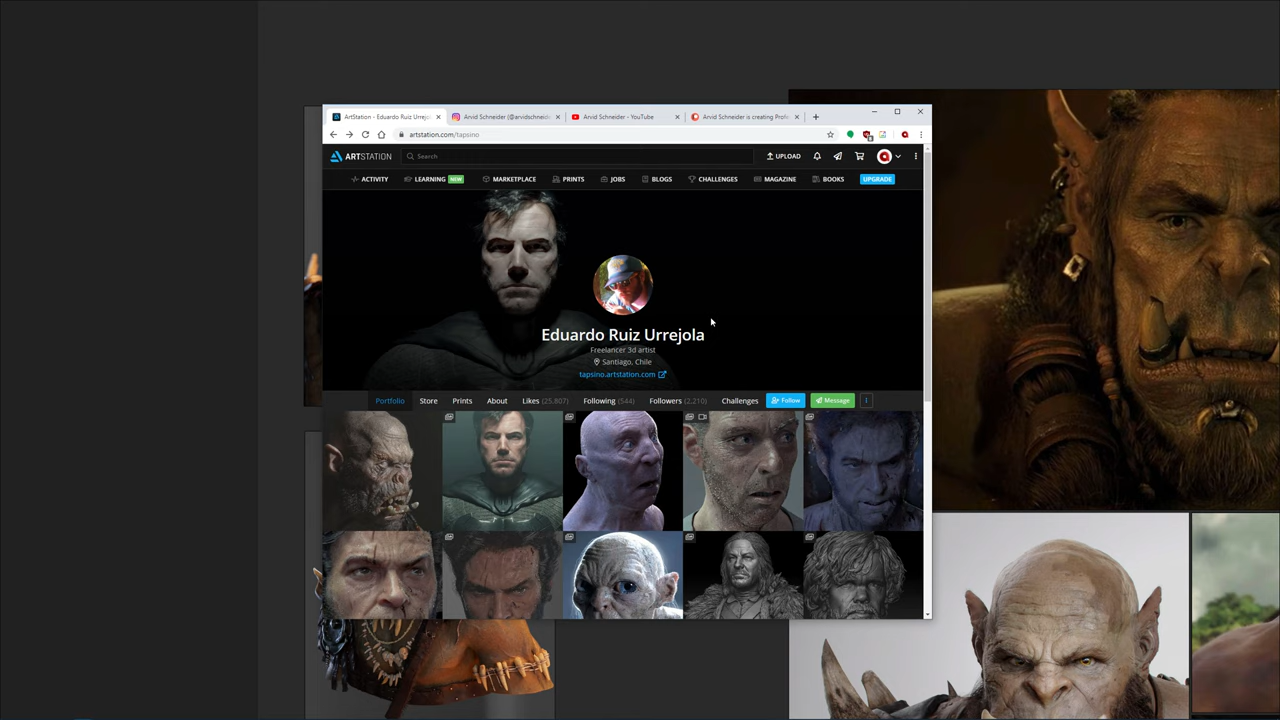 ArtStation - Eduardo Ruiz Urrejol
Arvid Schneider (@arvidschneid
Arvid Schneider - YouTube
Arvid Schneider is creating Profe
artstation.com/tapsino
ARTSTATION
Search
UPLOAD
ACTIVITY
LEARNING NEW
MARKETPLACE
PRINTS
JOBS
BLOGS
CHALLENGES
MAGAZINE
BOOKS
UPGRADE
Eduardo Ruiz Urrejola
Freelancer 3d artist
Santiago, Chile
tapsino.artstation.com
Portfolio
Store
Prints
About
Likes (25,807)
Following (544)
Followers (2,210)
Challenges
Follow
Message